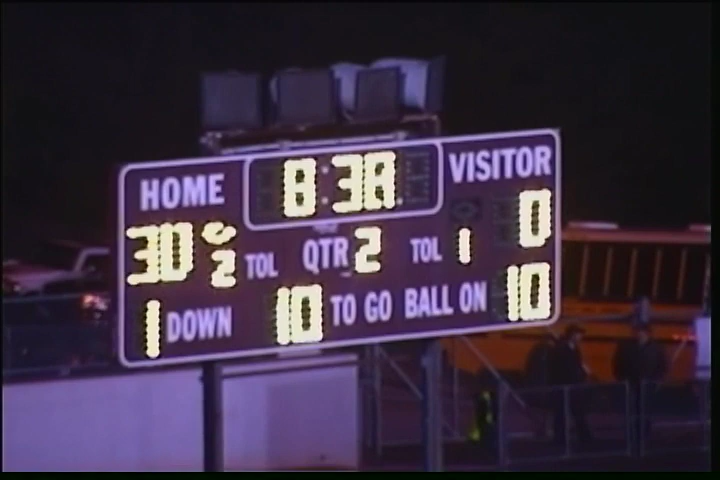 HOME 8:38 VISITOR
30 2 TOL QTR 2 TOL 1 0
1 DOWN 10 TO GO BALL ON 10